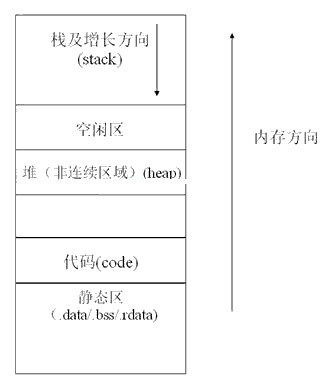 栈及增长方向
(stack)
空闲区
内存方向
堆（非连续区域）(heap)
代码(code)
静态区
（.data/.bss/.rdata)